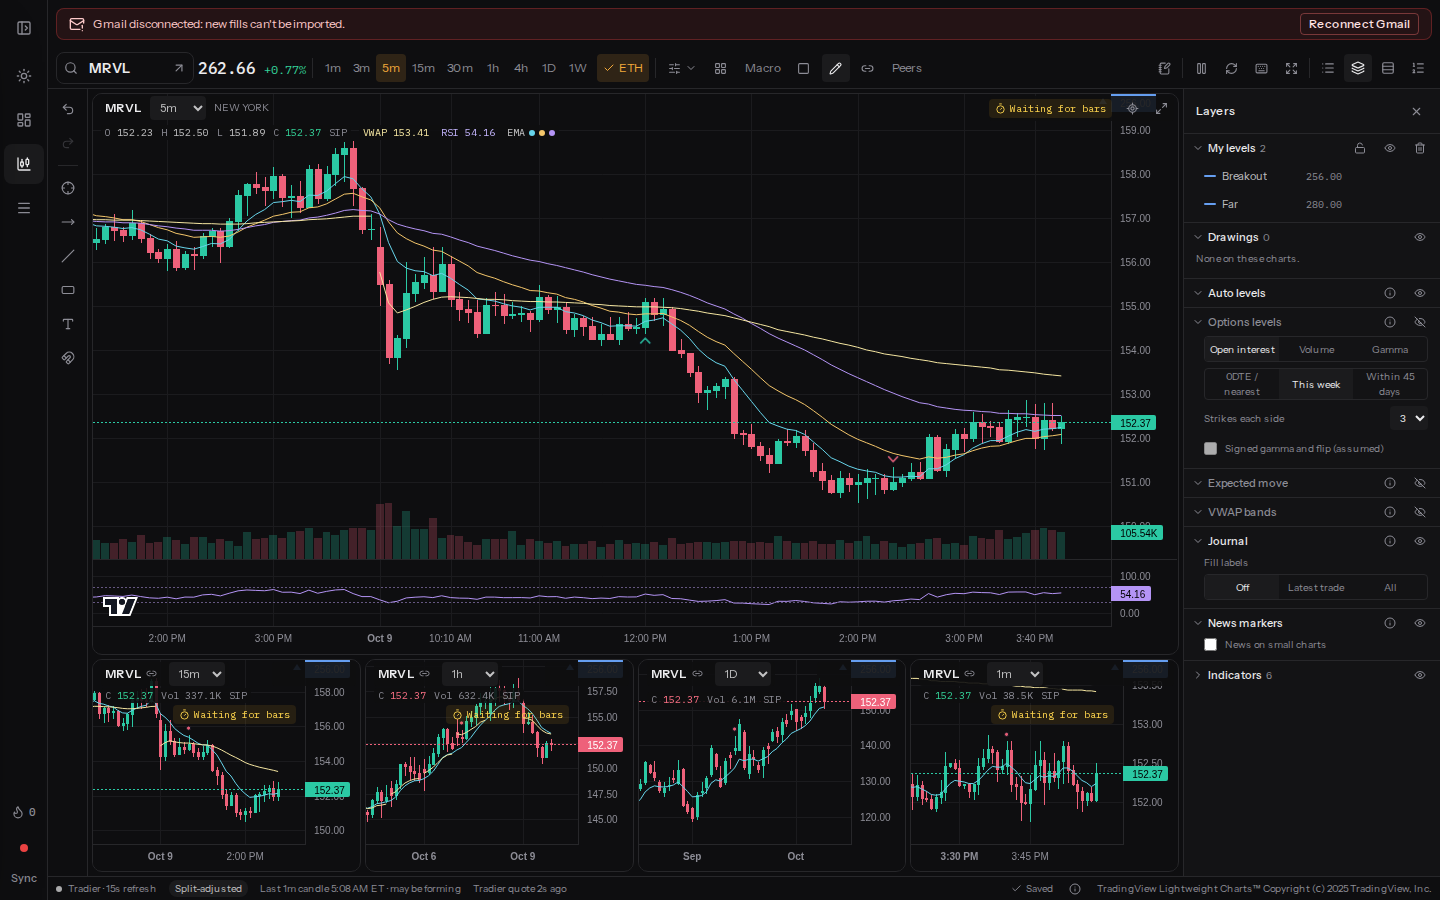 Gmail disconnected: new fills can't be imported.
Reconnect Gmail
MRVL 262.66 +0.77% 1m 3m 5m 15m 30m 1h 4h 1D 1W ETH Macro Peers
MRVL 5m NEW YORK Waiting for bars
O 152.23 H 152.50 L 151.89 C 152.37 SIP VWAP 153.41 RSI 54.16 EMA
159.00
158.00
157.00
156.00
155.00
154.00
153.00
152.37
152.00
151.00
105.54K
100.00
54.16
0.00
2:00 PM 3:00 PM Oct 9 10:10 AM 11:00 AM 12:00 PM 1:00 PM 2:00 PM 3:00 PM 3:40 PM
MRVL 15m
C 152.37 Vol 337.1K SIP
Waiting for bars
158.00
156.00
154.00
152.37
150.00
Oct 9 2:00 PM
MRVL 1h
C 152.37 Vol 632.4K SIP
Waiting for bars
157.50
155.00
152.37
150.00
147.50
145.00
Oct 6 Oct 9
MRVL 1D
C 152.37 Vol 6.1M SIP
152.37
150.00
140.00
130.00
120.00
Sep Oct
MRVL 1m
C 152.37 Vol 38.5K SIP
Waiting for bars
153.00
152.50
152.37
152.00
3:30 PM 3:45 PM
Layers
My levels 2
Breakout 256.00
Far 280.00
Drawings 0
None on these charts.
Auto levels
Options levels
Open interest Volume Gamma
0DTE / nearest This week Within 45 days
Strikes each side 3
Signed gamma and flip (assumed)
Expected move
VWAP bands
Journal
Fill labels
Off Latest trade All
News markers
News on small charts
Indicators 6
0
Sync
Tradier · 15s refresh Split-adjusted Last 1m candle 5:08 AM ET · may be forming Tradier quote 2s ago Saved TradingView Lightweight Charts™ Copyright (c) 2025 TradingView, Inc.